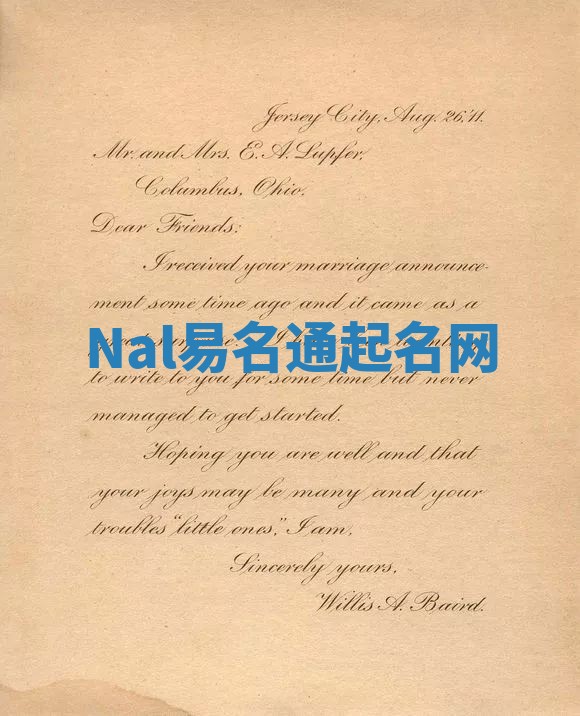 Jersey City, Aug. 26,'11.
Mr. and Mrs. E. A. Lupfer,
Columbus, Ohio.
Dear Friends:
I received your marriage announce-
ment some time ago and it came as a
Nal易名通起名网
to write to you for some time but never
managed to get started.
Hoping you are well and that
your joys may be many and your
troubles "little ones," I am,
Sincerely yours,
Willis A. Baird.